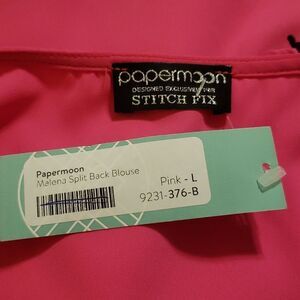 papermoon
DESIGNED EXCLUSIVELY FOR
STITCH FIX
Papermoon
Malena Split Back Blouse
Pink - L
9231-376-B